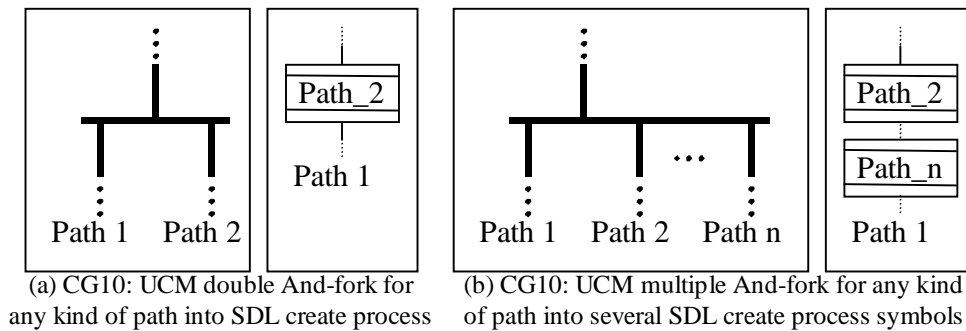 Path_2
Path 1
Path 1 Path 2
Path_2
Path_n
Path 1 Path 2 Path n
Path 1
(a) CG10: UCM double And-fork for
any kind of path into SDL create process
(b) CG10: UCM multiple And-fork for any kind
of path into several SDL create process symbols